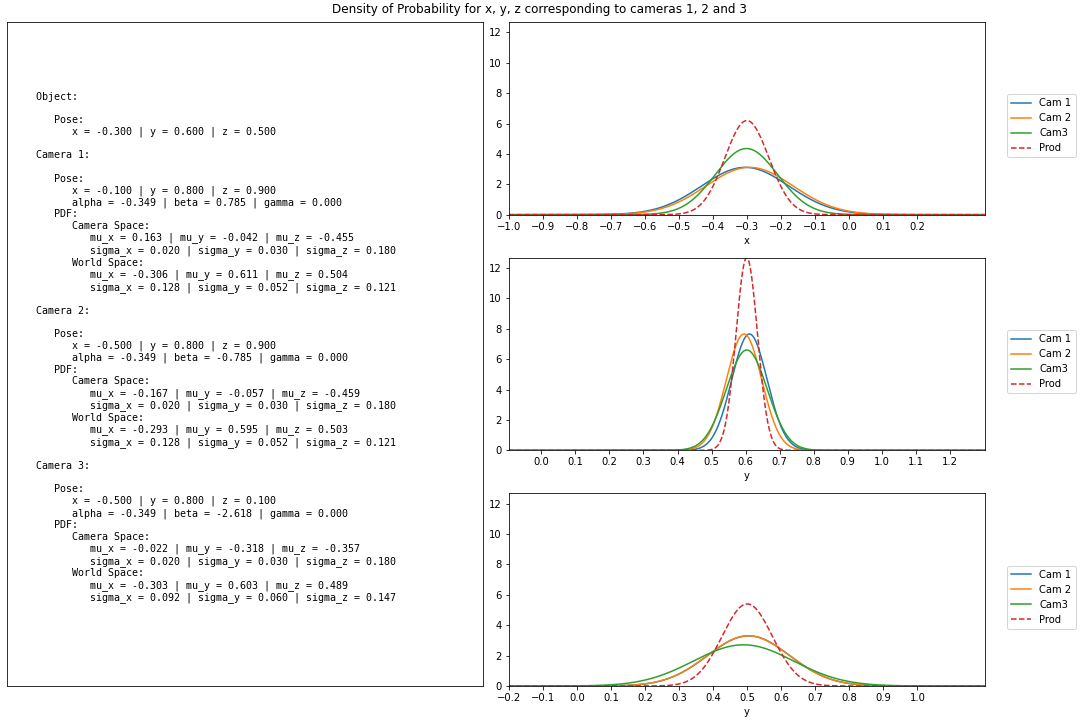 Density of Probability for x, y, z corresponding to cameras 1, 2 and 3
Object:
Pose:
x = -0.300 | y = 0.600 | z = 0.500
Camera 1:
Pose:
x = -0.100 | y = 0.800 | z = 0.900
alpha = -0.349 | beta = 0.785 | gamma = 0.000
PDF:
Camera Space:
mu_x = 0.163 | mu_y = -0.042 | mu_z = -0.455
sigma_x = 0.020 | sigma_y = 0.030 | sigma_z = 0.180
World Space:
mu_x = -0.306 | mu_y = 0.611 | mu_z = 0.504
sigma_x = 0.128 | sigma_y = 0.052 | sigma_z = 0.121
Camera 2:
Pose:
x = -0.500 | y = 0.800 | z = 0.900
alpha = -0.349 | beta = -0.785 | gamma = 0.000
PDF:
Camera Space:
mu_x = -0.167 | mu_y = -0.057 | mu_z = -0.459
sigma_x = 0.020 | sigma_y = 0.030 | sigma_z = 0.180
World Space:
mu_x = -0.293 | mu_y = 0.595 | mu_z = 0.503
sigma_x = 0.128 | sigma_y = 0.052 | sigma_z = 0.121
Camera 3:
Pose:
x = -0.500 | y = 0.800 | z = 0.100
alpha = -0.349 | beta = -2.618 | gamma = 0.000
PDF:
Camera Space:
mu_x = -0.022 | mu_y = -0.318 | mu_z = -0.357
sigma_x = 0.020 | sigma_y = 0.030 | sigma_z = 0.180
World Space:
mu_x = -0.303 | mu_y = 0.603 | mu_z = 0.489
sigma_x = 0.092 | sigma_y = 0.060 | sigma_z = 0.147
12
10
8
6
4
2
0
−1.0 −0.9 −0.8 −0.7 −0.6 −0.5 −0.4 −0.3 −0.2 −0.1 0.0 0.1 0.2
x
Cam 1
Cam 2
Cam3
Prod
12
10
8
6
4
2
0
0.0 0.1 0.2 0.3 0.4 0.5 0.6 0.7 0.8 0.9 1.0 1.1 1.2
y
Cam 1
Cam 2
Cam3
Prod
12
10
8
6
4
2
0
−0.2 −0.1 0.0 0.1 0.2 0.3 0.4 0.5 0.6 0.7 0.8 0.9 1.0
y
Cam 1
Cam 2
Cam3
Prod